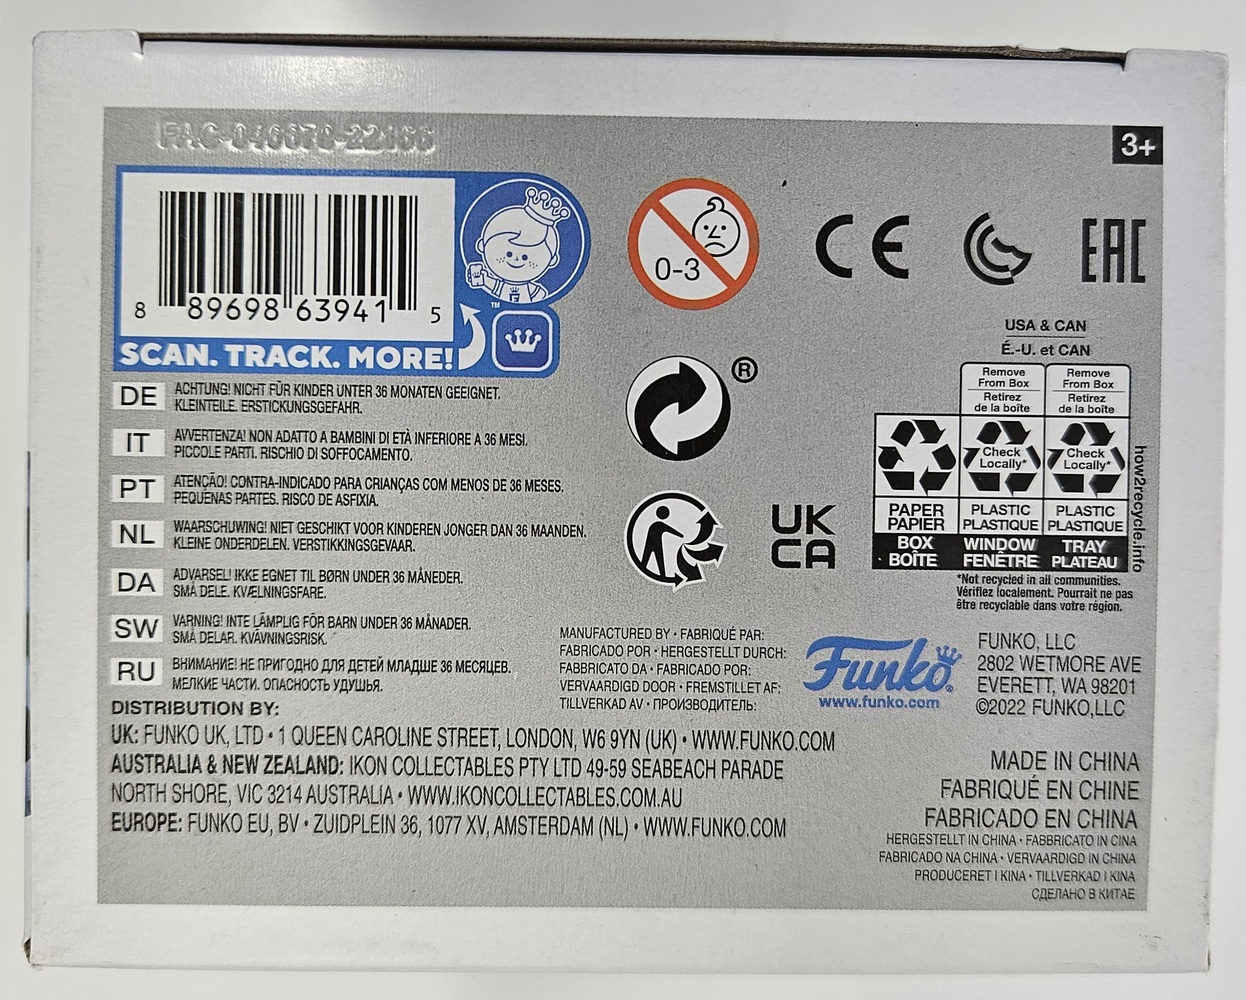 FAC-046678-22166
3+
8 89698 63941 5
™
SCAN. TRACK. MORE!
0-3
CE
EAC
®
UK
CA
USA & CAN
É.-U. et CAN
Remove From Box
Retirez de la boîte
Remove From Box
Retirez de la boîte
Check Locally*
Check Locally*
PAPER
PAPIER
PLASTIC
PLASTIQUE
PLASTIC
PLASTIQUE
BOX
BOÎTE
WINDOW
FENÊTRE
TRAY
PLATEAU
how2recycle.info
*Not recycled in all communities.
Vérifiez localement. Pourrait ne pas
être recyclable dans votre région.
DE ACHTUNG! NICHT FÜR KINDER UNTER 36 MONATEN GEEIGNET.
KLEINTEILE. ERSTICKUNGSGEFAHR.
IT AVVERTENZA! NON ADATTO A BAMBINI DI ETÀ INFERIORE A 36 MESI.
PICCOLE PARTI. RISCHIO DI SOFFOCAMENTO.
PT ATENÇÃO! CONTRA-INDICADO PARA CRIANÇAS COM MENOS DE 36 MESES.
PEQUENAS PARTES. RISCO DE ASFIXIA.
NL WAARSCHUWING! NIET GESCHIKT VOOR KINDEREN JONGER DAN 36 MAANDEN.
KLEINE ONDERDELEN. VERSTIKKINGSGEVAAR.
DA ADVARSEL! IKKE EGNET TIL BØRN UNDER 36 MÅNEDER.
SMÅ DELE. KVÆLNINGSFARE.
SW VARNING! INTE LÄMPLIG FÖR BARN UNDER 36 MÅNADER.
SMÅ DELAR. KVÄVNINGSRISK.
RU ВНИМАНИЕ! НЕ ПРИГОДНО ДЛЯ ДЕТЕЙ МЛАДШЕ 36 МЕСЯЦЕВ.
МЕЛКИЕ ЧАСТИ. ОПАСНОСТЬ УДУШЬЯ.
MANUFACTURED BY • FABRIQUÉ PAR:
FABRICADO POR • HERGESTELLT DURCH:
FABBRICATO DA • FABRICADO POR:
VERVAARDIGD DOOR • FREMSTILLET AF:
TILLVERKAD AV • ПРОИЗВОДИТЕЛЬ:
Funko®
www.funko.com
FUNKO, LLC
2802 WETMORE AVE
EVERETT, WA 98201
©2022 FUNKO,LLC
DISTRIBUTION BY:
UK: FUNKO UK, LTD • 1 QUEEN CAROLINE STREET, LONDON, W6 9YN (UK) • WWW.FUNKO.COM
AUSTRALIA & NEW ZEALAND: IKON COLLECTABLES PTY LTD 49-59 SEABEACH PARADE
NORTH SHORE, VIC 3214 AUSTRALIA • WWW.IKONCOLLECTABLES.COM.AU
EUROPE: FUNKO EU, BV • ZUIDPLEIN 36, 1077 XV, AMSTERDAM (NL) • WWW.FUNKO.COM
MADE IN CHINA
FABRIQUÉ EN CHINE
FABRICADO EN CHINA
HERGESTELLT IN CHINA • FABBRICATO IN CINA
FABRICADO NA CHINA • VERVAARDIGD IN CHINA
PRODUCERET I KINA • TILLVERKAD I KINA
СДЕЛАНО В КИТАЕ